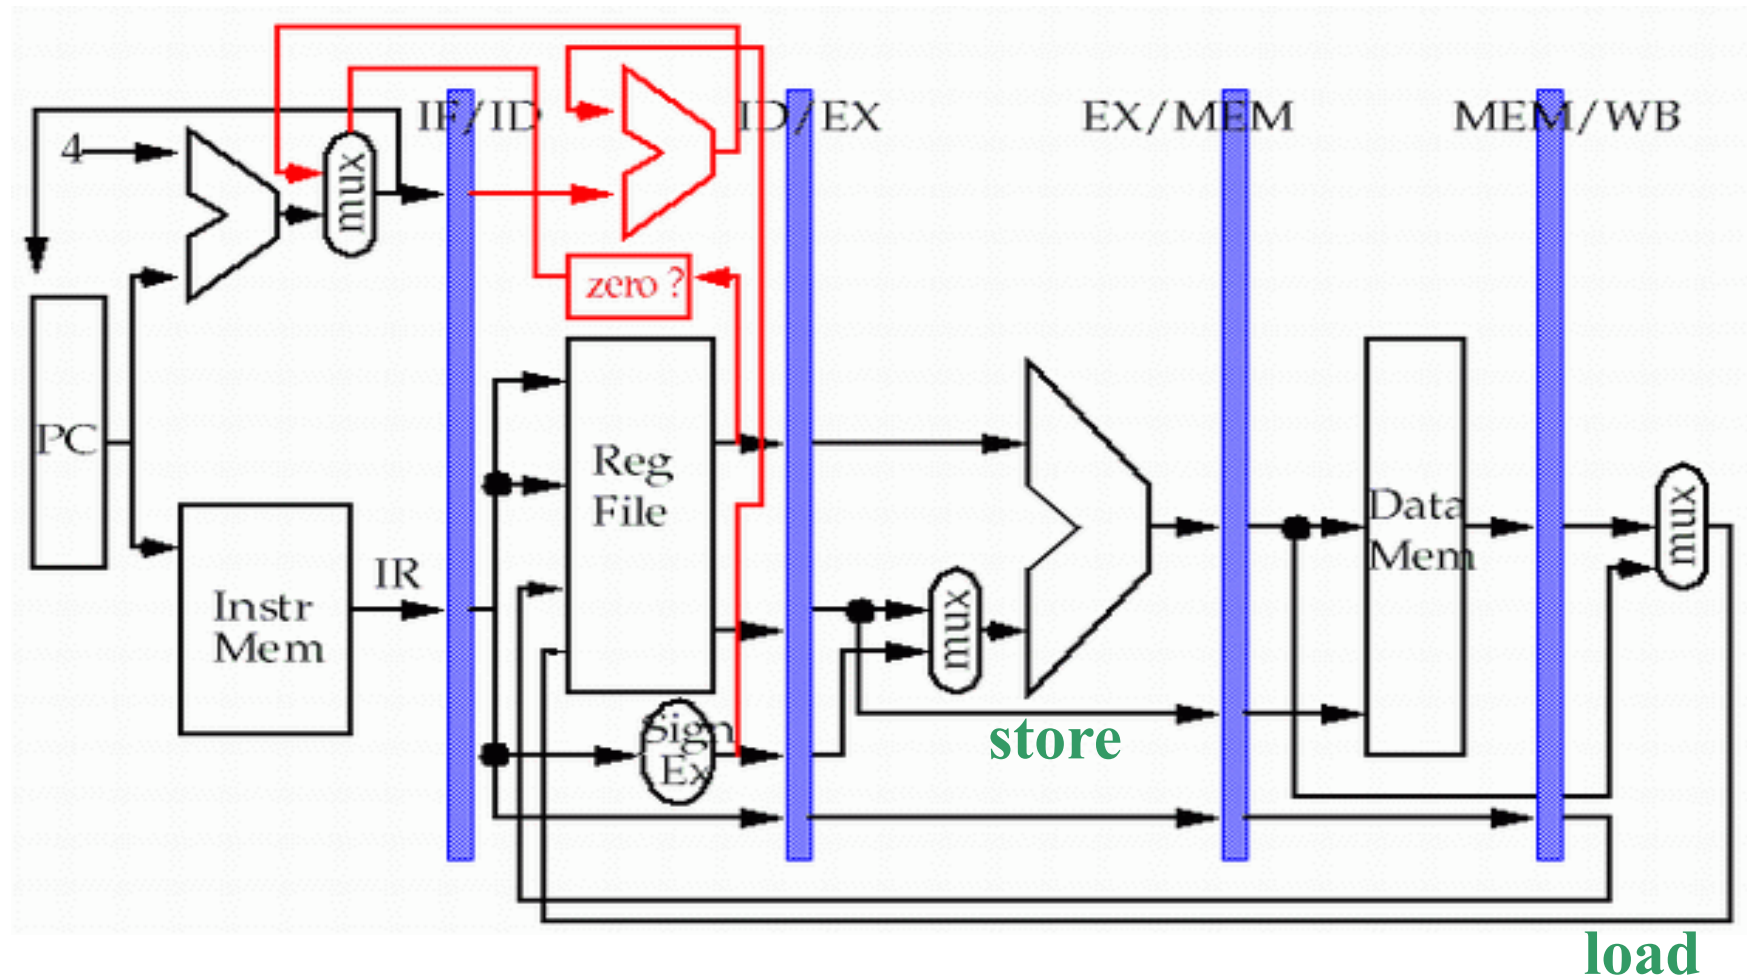 IF/ID
ID/EX
EX/MEM
MEM/WB
4
mux
zero ?
PC
Reg
File
Instr
Mem
IR
Sign
Ex
mux
store
Data
Mem
mux
load